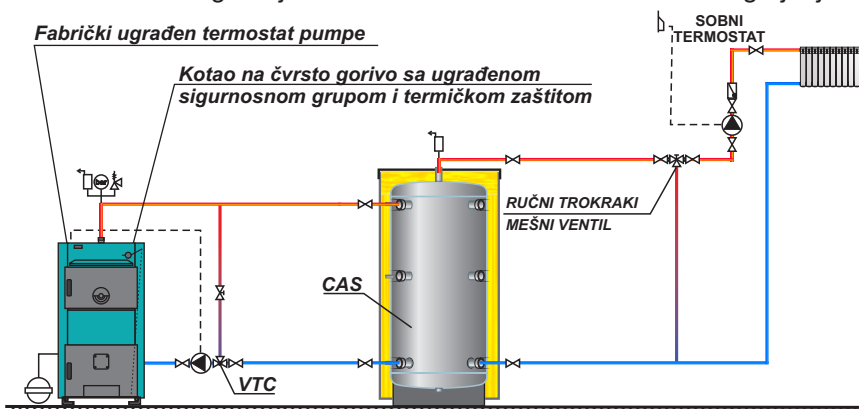 Fabrički ugrađen termostat pumpe
Kotao na čvrsto gorivo sa ugrađenom
sigurnosnom grupom i termičkom zaštitom
SOBNI
TERMOSTAT
bar
RUČNI TROKRAKI
MEŠNI VENTIL
CAS
VTC